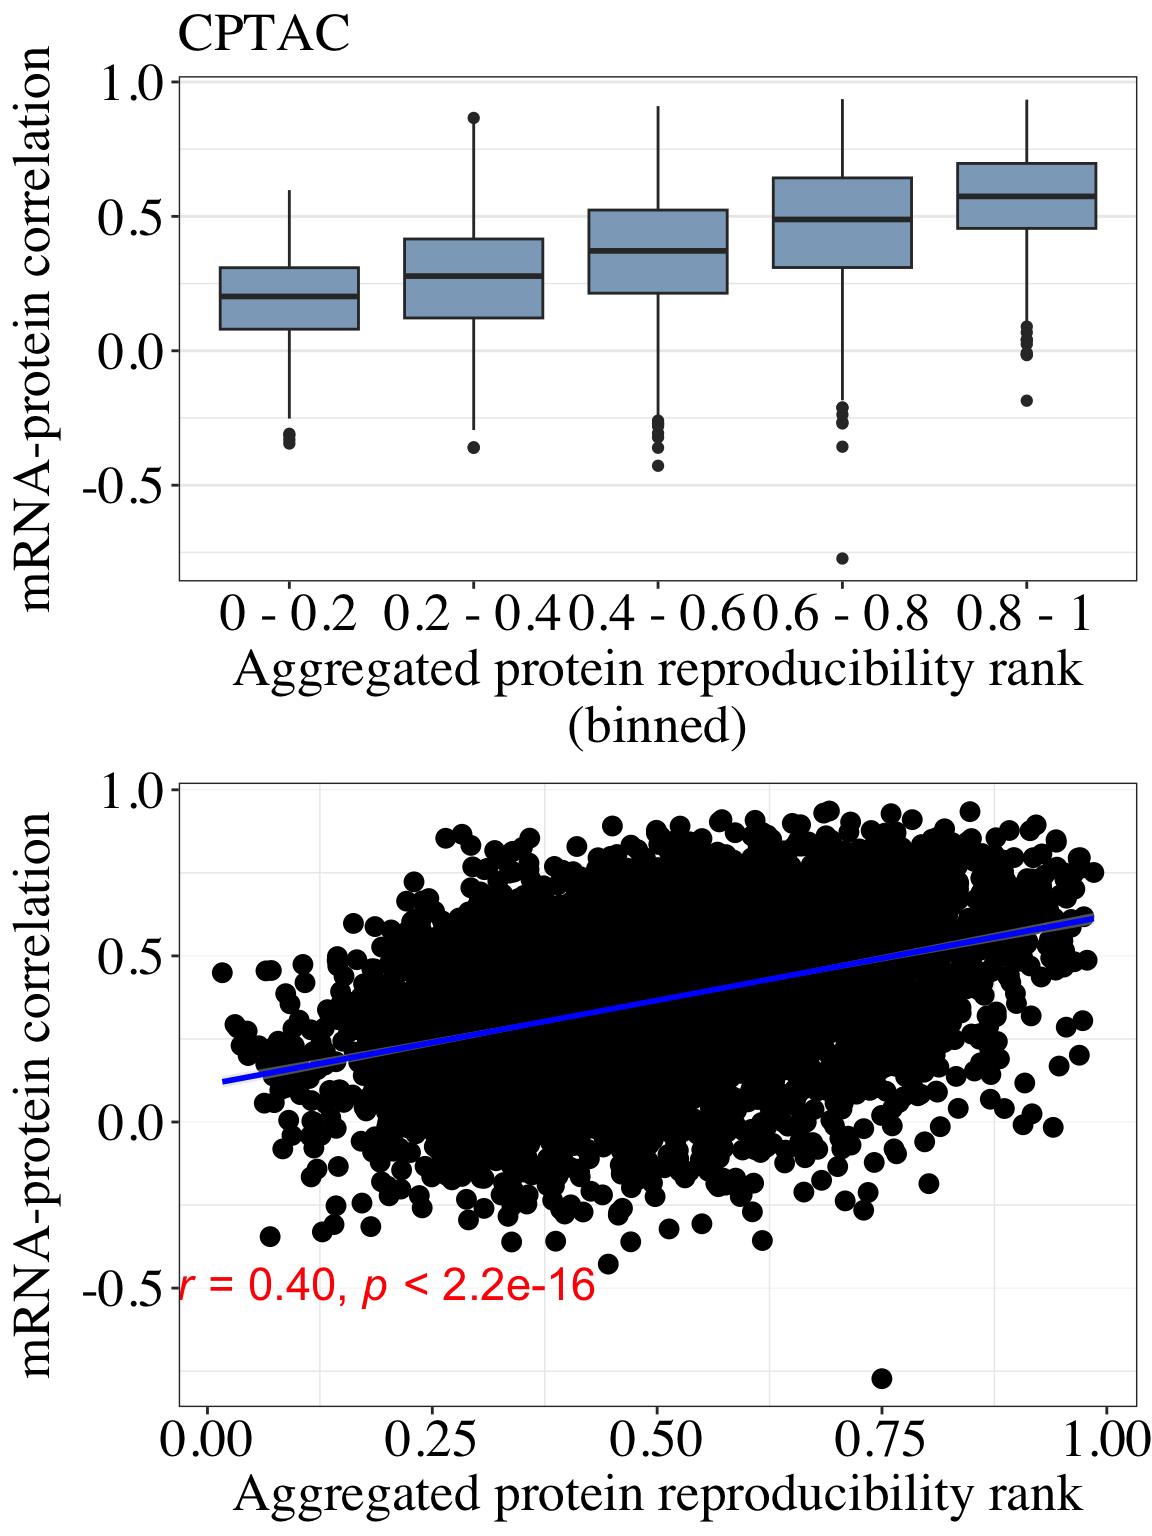 CPTAC
mRNA-protein correlation
1.0
0.5
0.0
-0.5
0 - 0.2 0.2 - 0.4 0.4 - 0.6 0.6 - 0.8 0.8 - 1
Aggregated protein reproducibility rank
(binned)
mRNA-protein correlation
1.0
0.5
0.0
-0.5
r = 0.40, p < 2.2e-16
0.00 0.25 0.50 0.75 1.00
Aggregated protein reproducibility rank